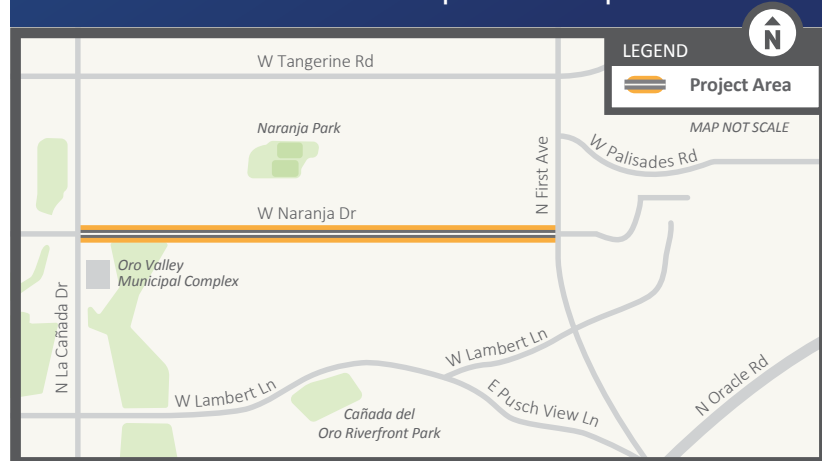 N
LEGEND
Project Area
MAP NOT SCALE
W Tangerine Rd
Naranja Park
N First Ave
W Palisades Rd
W Naranja Dr
Oro Valley
Municipal Complex
N La Cañada Dr
W Lambert Ln
W Lambert Ln
E Pusch View Ln
N Oracle Rd
Cañada del
Oro Riverfront Park